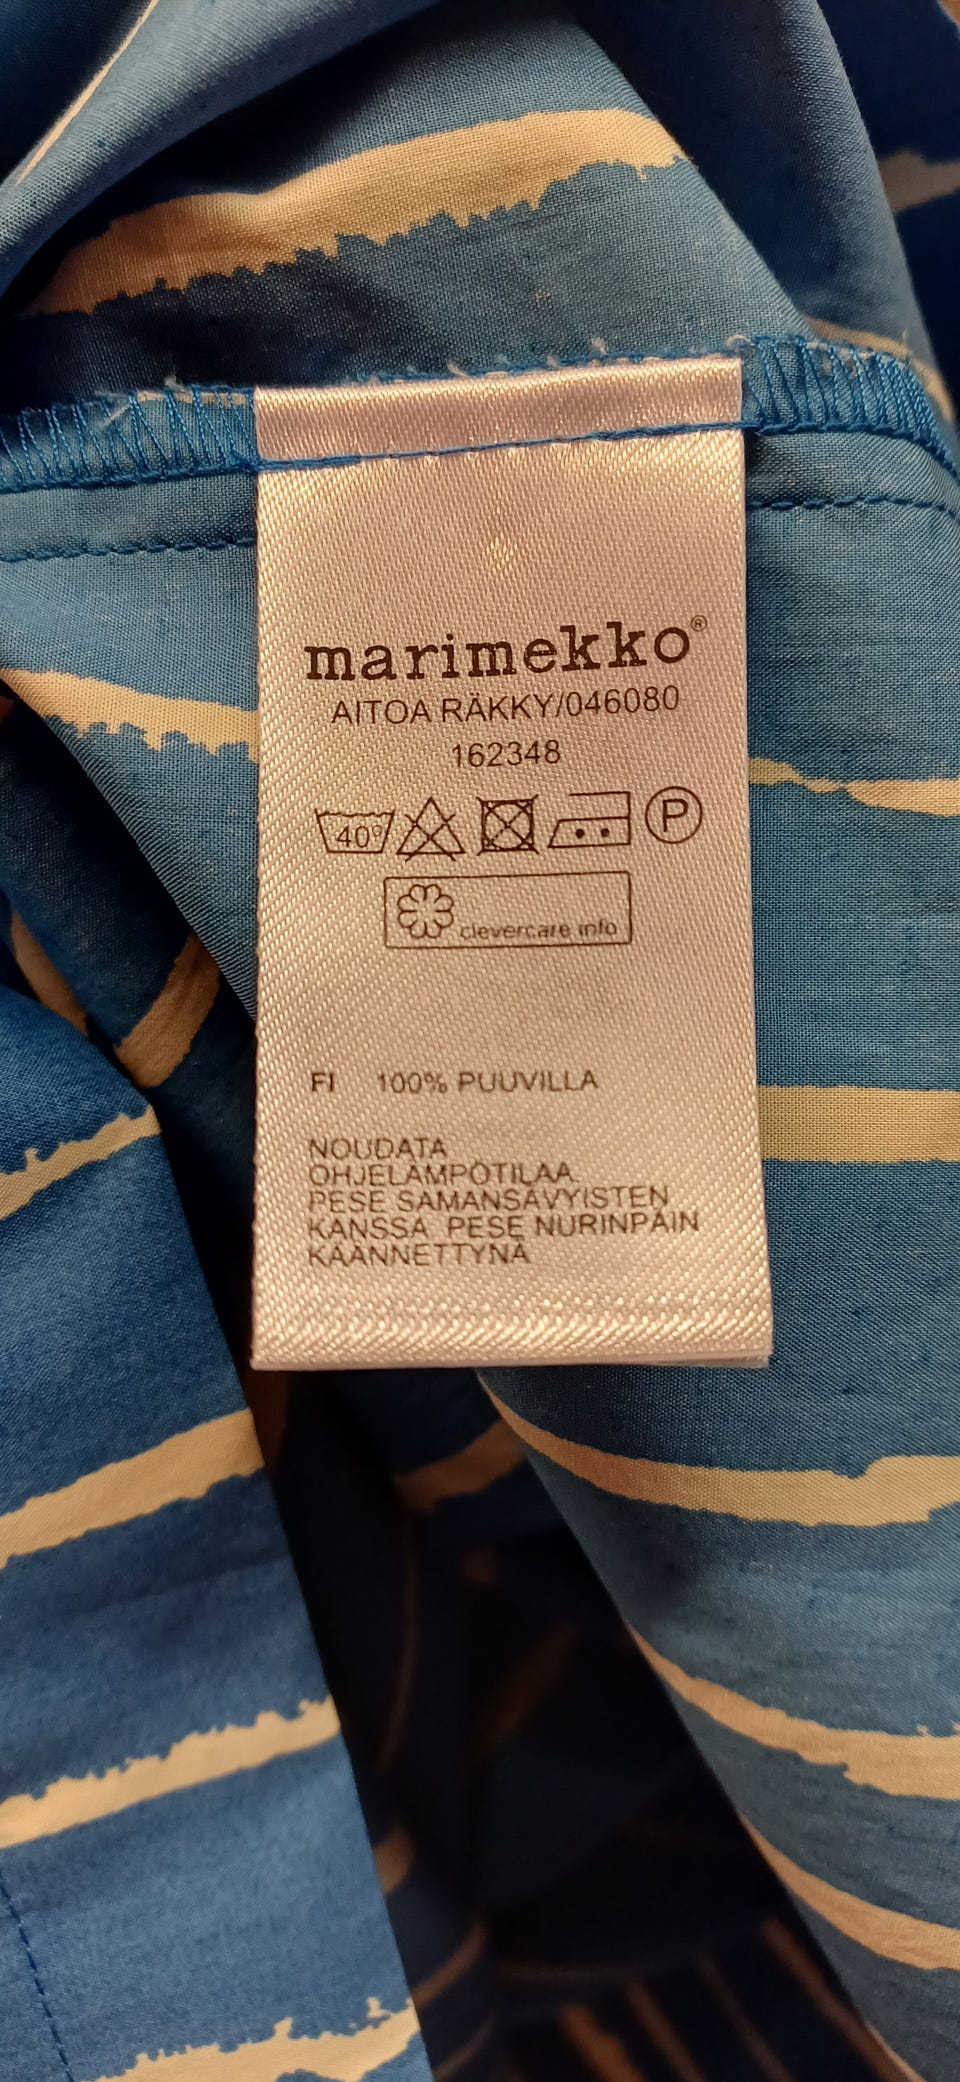 marimekko®
AITOA RÄKKY/046080
162348
40°
P
clevercare.info
FI 100% PUUVILLA
NOUDATA
OHJELÄMPÖTILAA.
PESE SAMANSÄVYISTEN
KANSSA. PESE NURINPÄIN
KÄÄNNETTYNÄ